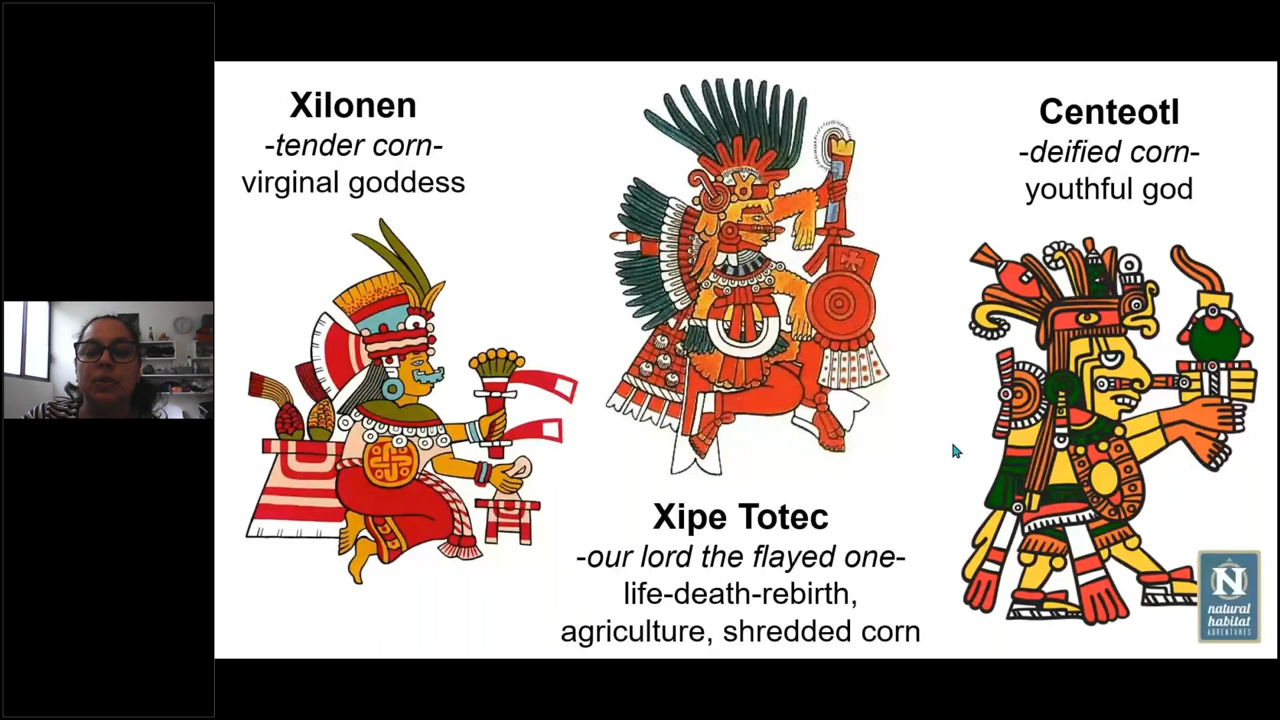 Xilonen
-tender corn-
virginal goddess
Xipe Totec
-our lord the flayed one-
life-death-rebirth,
agriculture, shredded corn
Centeotl
-deified corn-
youthful god
N
natural
habitat
ADVENTURES